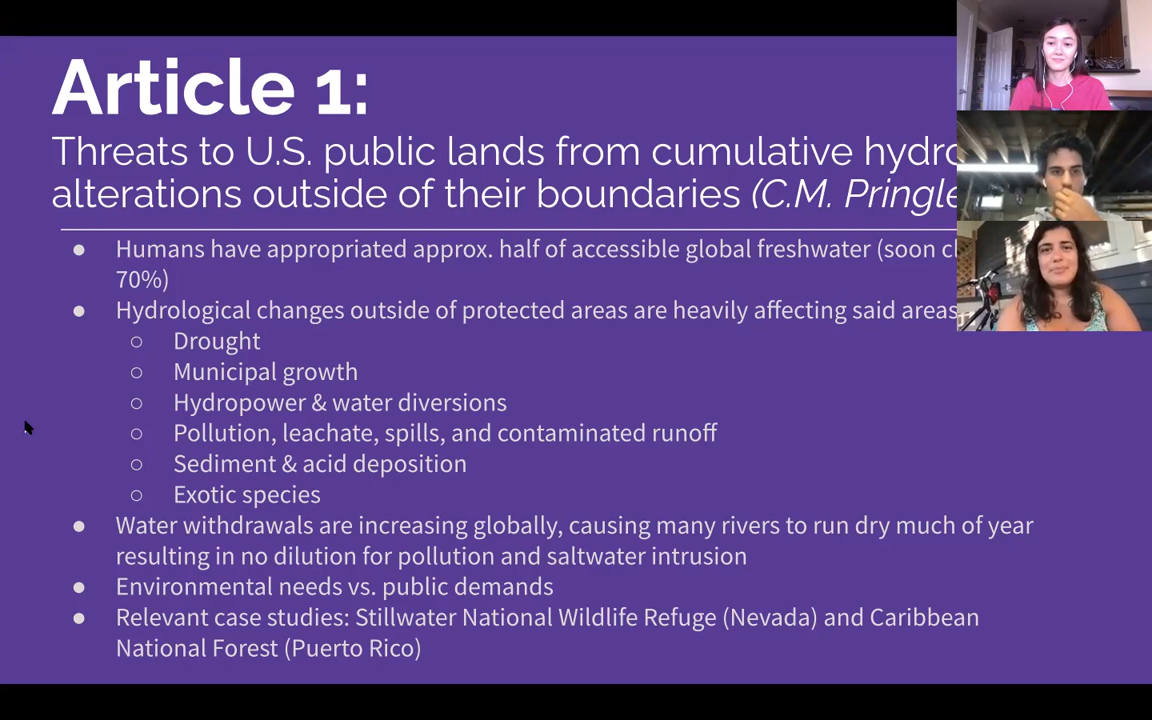 Article 1:
Threats to U.S. public lands from cumulative
alterations outside of their boundaries (C.M. Pringle
● Humans have appropriated approx. half of accessible global freshwater (soon
70%)
● Hydrological changes outside of protected areas are heavily affecting said areas
○ Drought
○ Municipal growth
○ Hydropower & water diversions
○ Pollution, leachate, spills, and contaminated runoff
○ Sediment & acid deposition
○ Exotic species
● Water withdrawals are increasing globally, causing many rivers to run dry much of year
resulting in no dilution for pollution and saltwater intrusion
● Environmental needs vs. public demands
● Relevant case studies: Stillwater National Wildlife Refuge (Nevada) and Caribbean
National Forest (Puerto Rico)